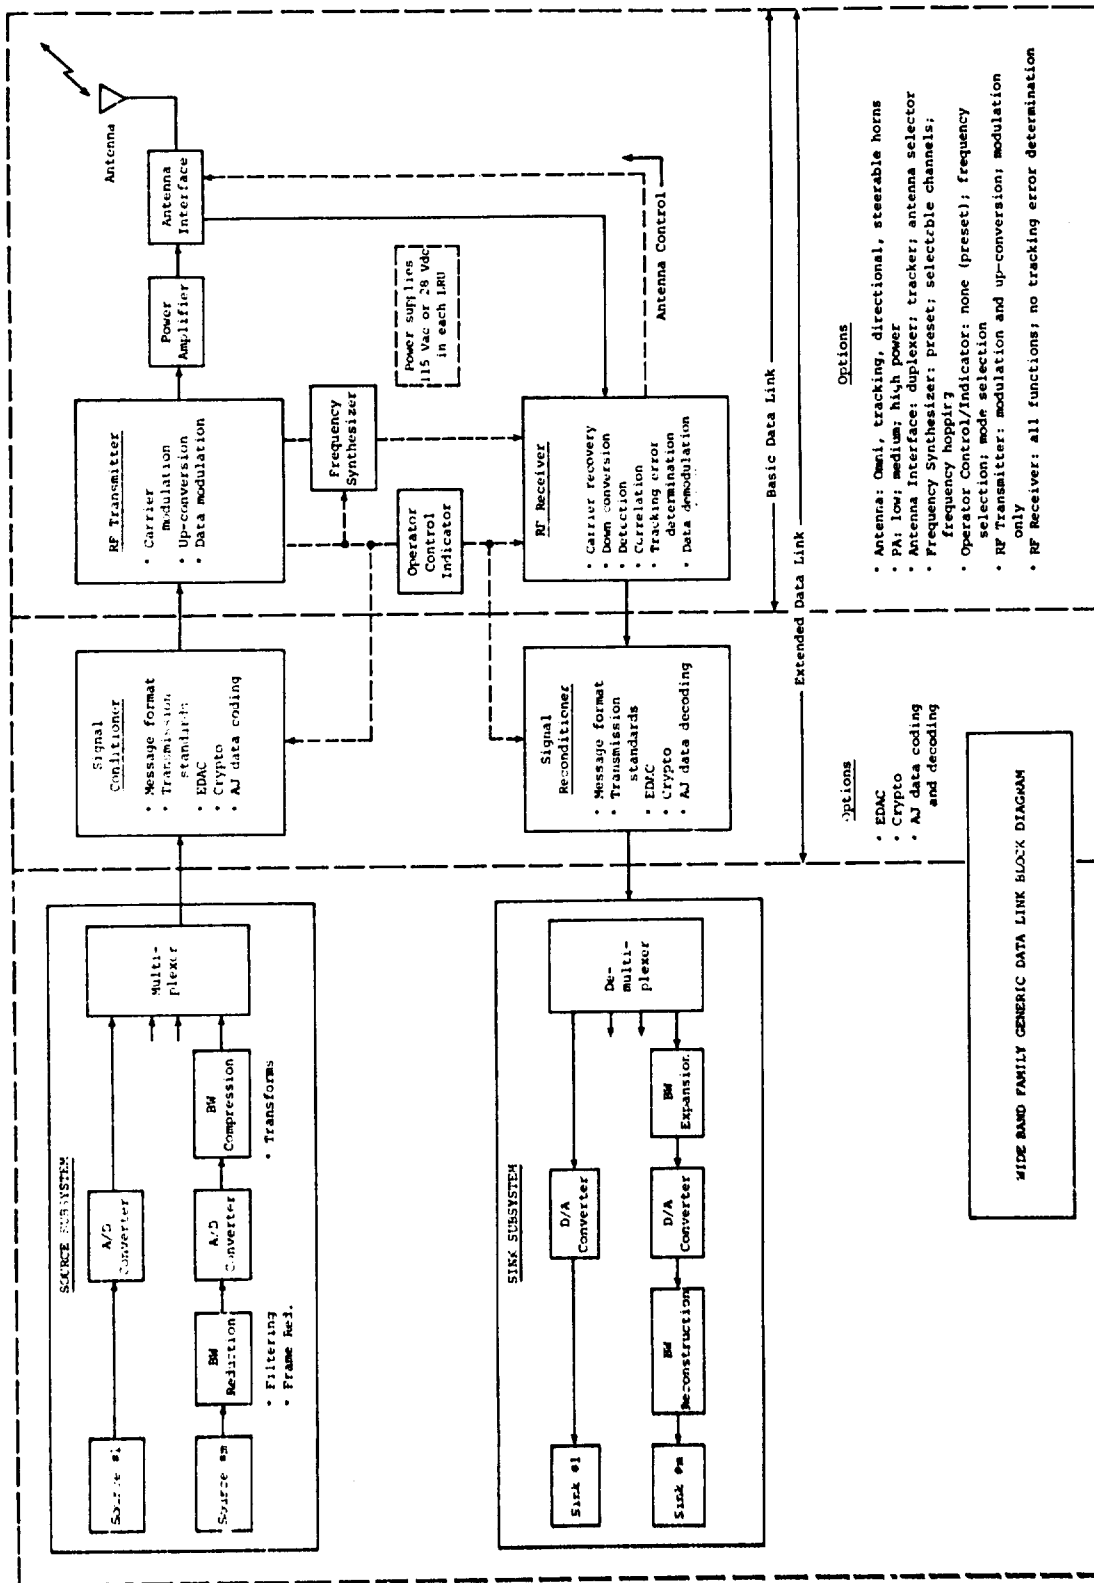 SOURCE SUBSYSTEM
Source #1
A/D
Converter
Multi-
plexer
Source #m
BW
Reduction
A/D
Converter
BW
Compression
• Filtering
• Frame Red.
• Transforms
Signal
Conditioner
• Message format
• Transmission
standards
• EDAC
• Crypto
• AJ data coding
RF Transmitter
• Carrier
modulation
• Up-conversion
• Data modulation
Power
Amplifier
Antenna
Interface
Antenna
Frequency
Synthesizer
Operator
Control
Indicator
Power supplies
115 Vac or 28 Vdc
in each LRU
SINK SUBSYSTEM
Sink #1
D/A
Converter
De-
multi-
plexer
Sink #m
BW
Reconstruction
D/A
Converter
BW
Expansion
Signal
Reconditioner
• Message format
• Transmission
standards
• EDAC
• Crypto
• AJ data decoding
RF Receiver
• Carrier recovery
• Down conversion
• Detection
• Correlation
• Tracking error
determination
• Data demodulation
Antenna Control
Basic Data Link
Extended Data Link
Options
• EDAC
• Crypto
• AJ data coding
and decoding
Options
• Antenna: Omni, tracking, directional, steerable horns
• PA: low; medium; high power
• Antenna Interface: duplexer; tracker; antenna selector
• Frequency Synthesizer: preset; selectable channels;
frequency hopping
• Operator Control/Indicator: none (preset); frequency
selection; mode selection
• RF Transmitter: modulation and up-conversion; modulation
only
• RF Receiver: all functions; no tracking error determination
WIDE BAND FAMILY GENERIC DATA LINK BLOCK DIAGRAM